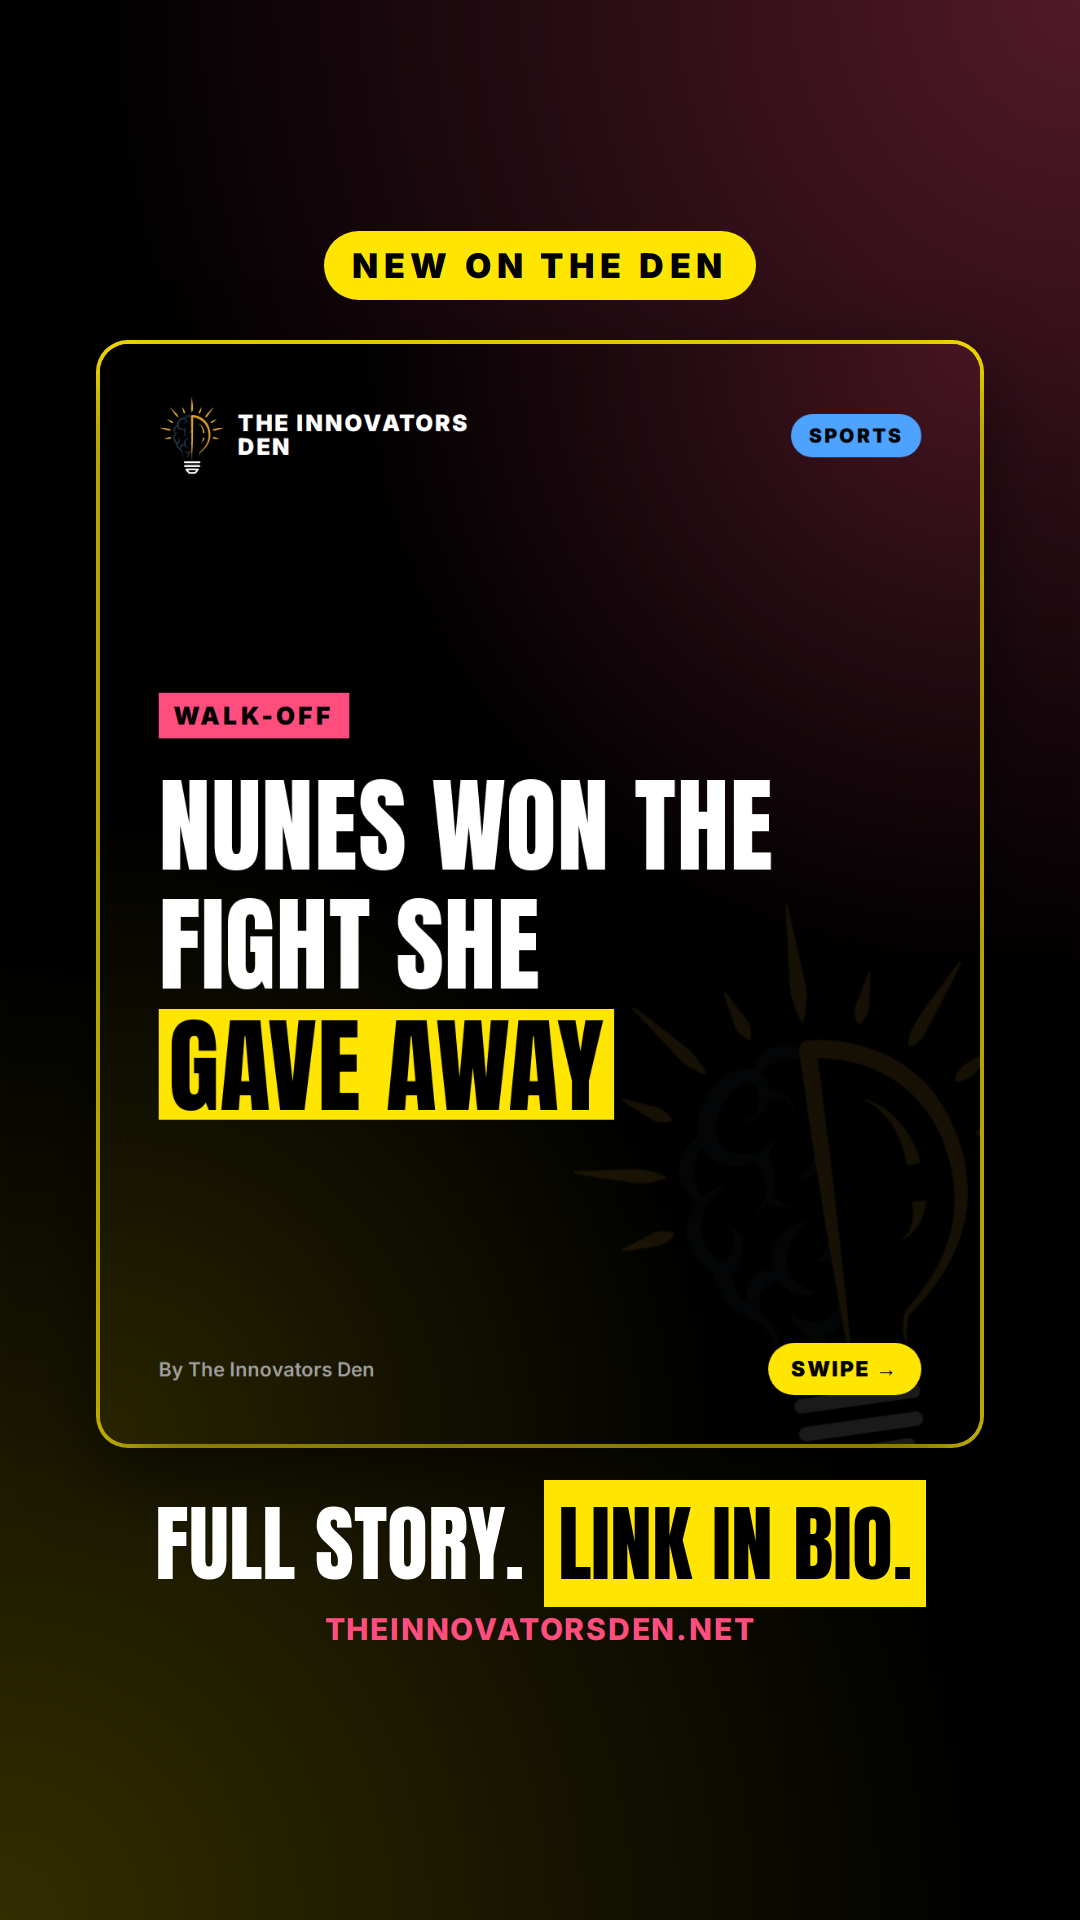 NEW ON THE DEN
THE INNOVATORS
DEN
SPORTS
WALK-OFF
NUNES WON THE
FIGHT SHE
GAVE AWAY
By The Innovators Den
SWIPE →
FULL STORY. LINK IN BIO.
THEINNOVATORSDEN.NET